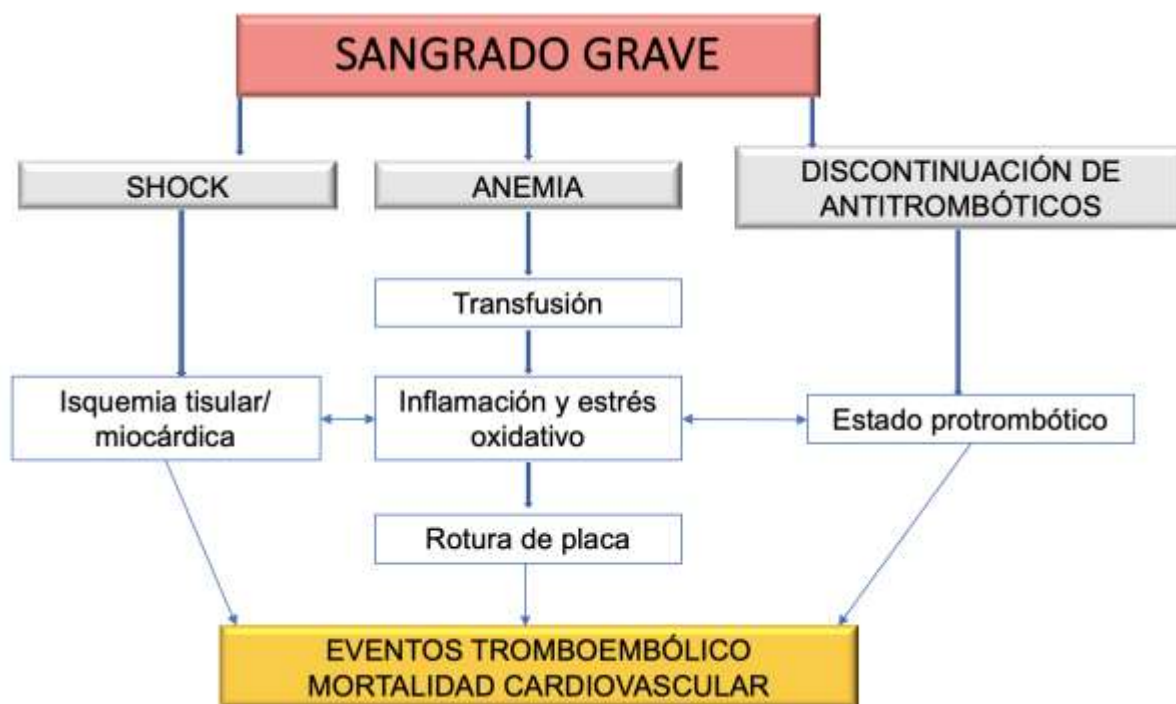 SANGRADO GRAVE
SHOCK
ANEMIA
DISCONTINUACIÓN DE
ANTITROMBÓTICOS
Transfusión
Isquemia tisular/
miocárdica
Inflamación y estrés
oxidativo
Estado protrombótico
Rotura de placa
EVENTOS TROMBOEMBÓLICO
MORTALIDAD CARDIOVASCULAR